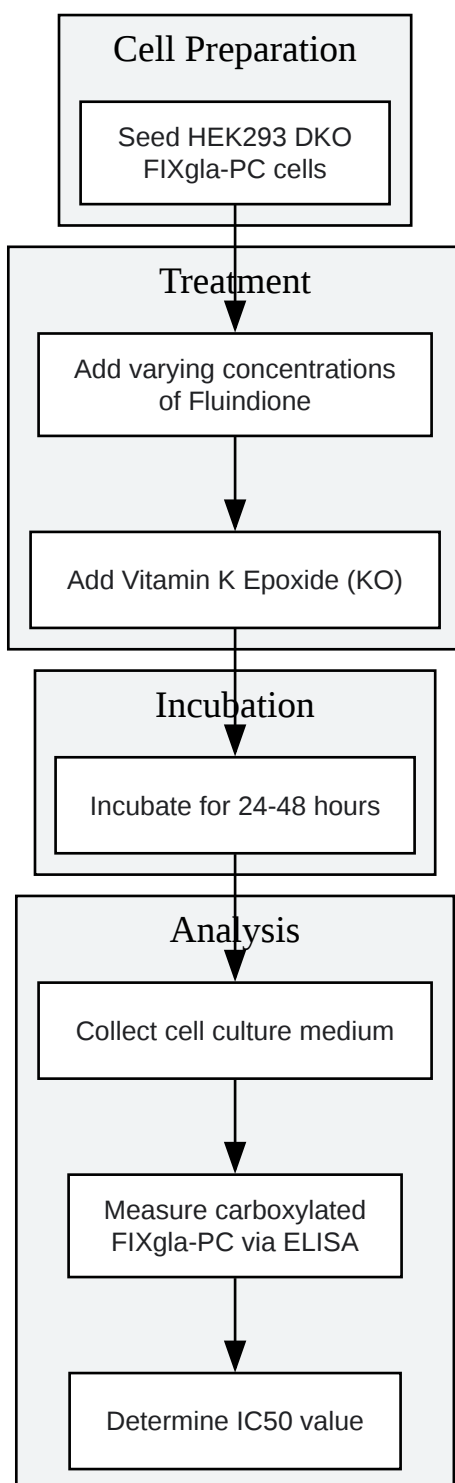 Cell Preparation
Seed HEK293 DKO
FIXgla-PC cells
Treatment
Add varying concentrations
of Fluindione
Add Vitamin K Epoxide (KO)
Incubation
Incubate for 24-48 hours
Analysis
Collect cell culture medium
Measure carboxylated
FIXgla-PC via ELISA
Determine IC50 value